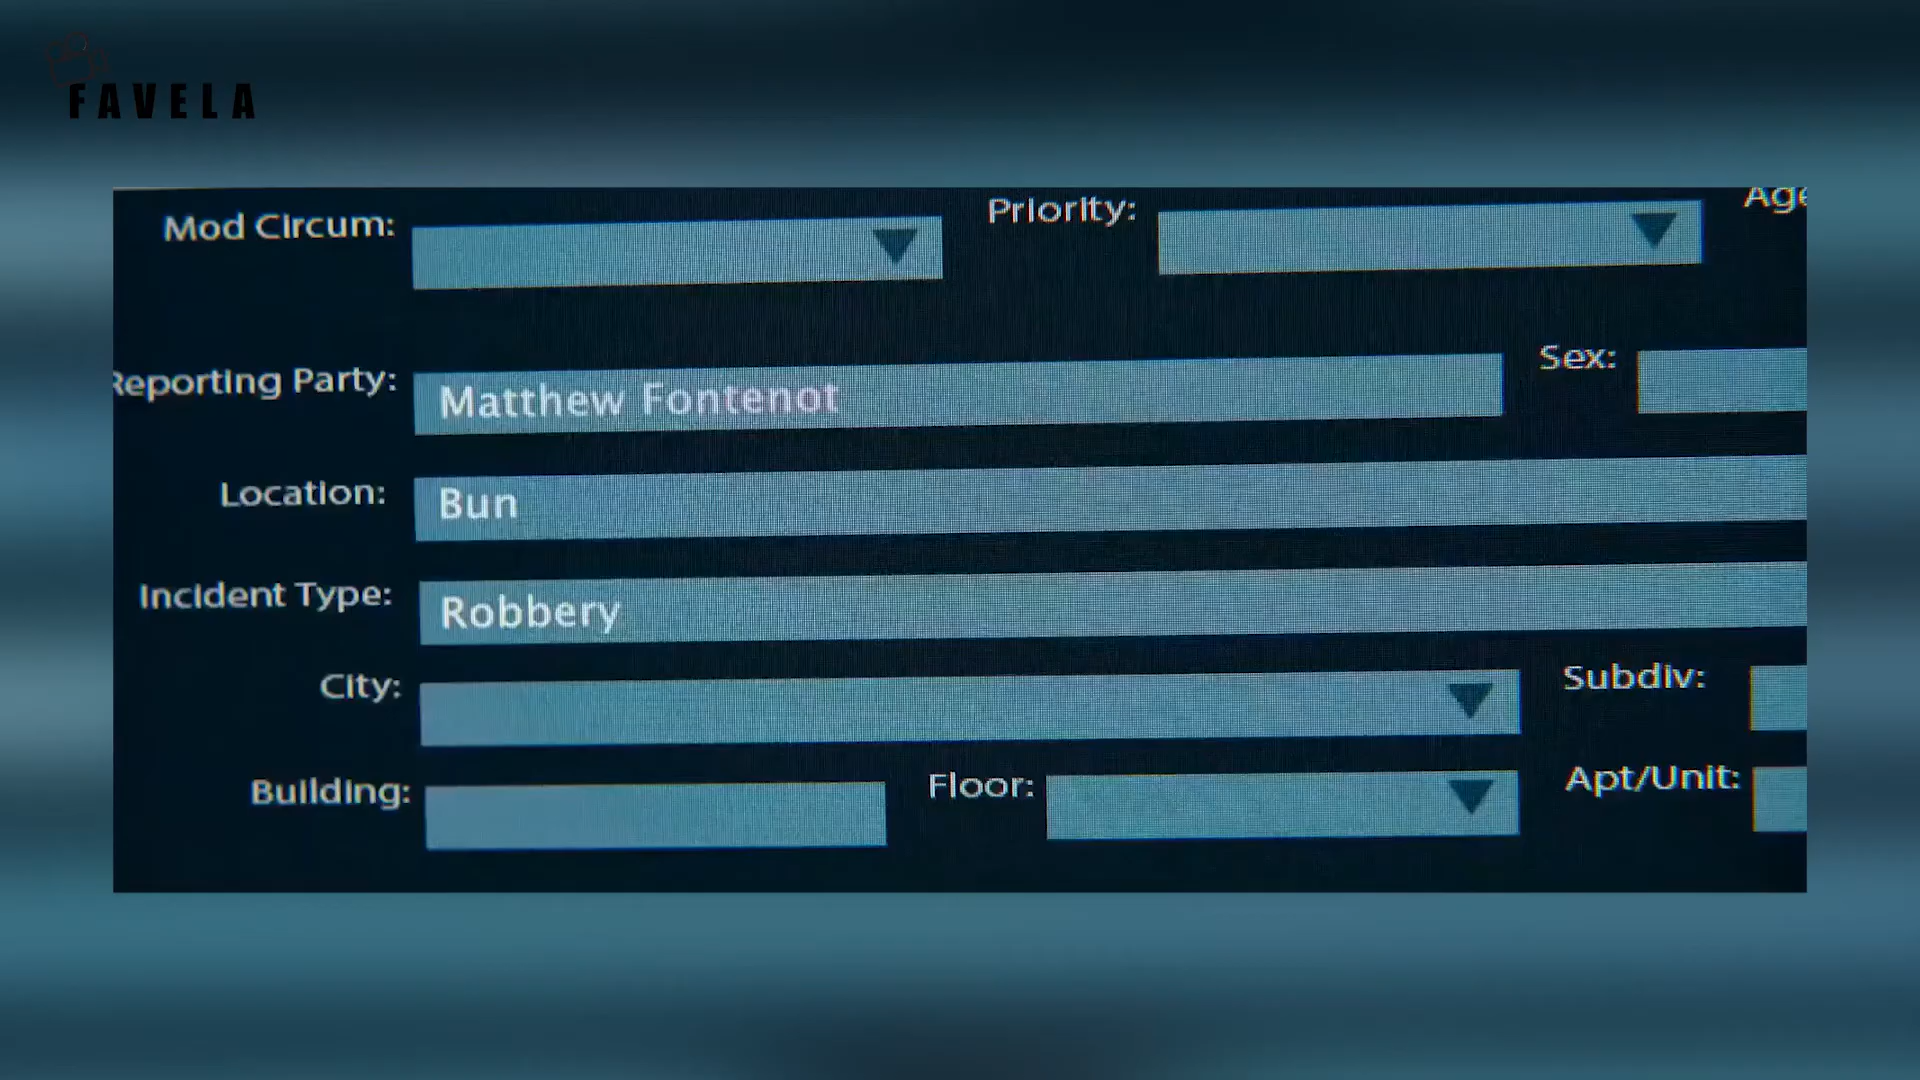 FAVELA
Mod Circum:
Priority:
Age
Reporting Party: Matthew Fontenot
Sex:
Location: Bun
Incident Type: Robbery
City:
Subdiv:
Building:
Floor:
Apt/Unit: